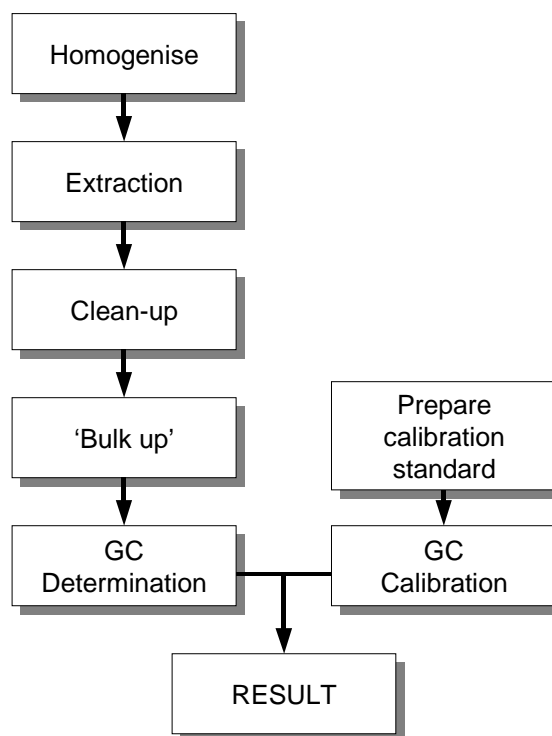 Homogenise
Extraction
Clean-up
‘Bulk up’
GC
Determination
Prepare
calibration
standard
GC
Calibration
RESULT